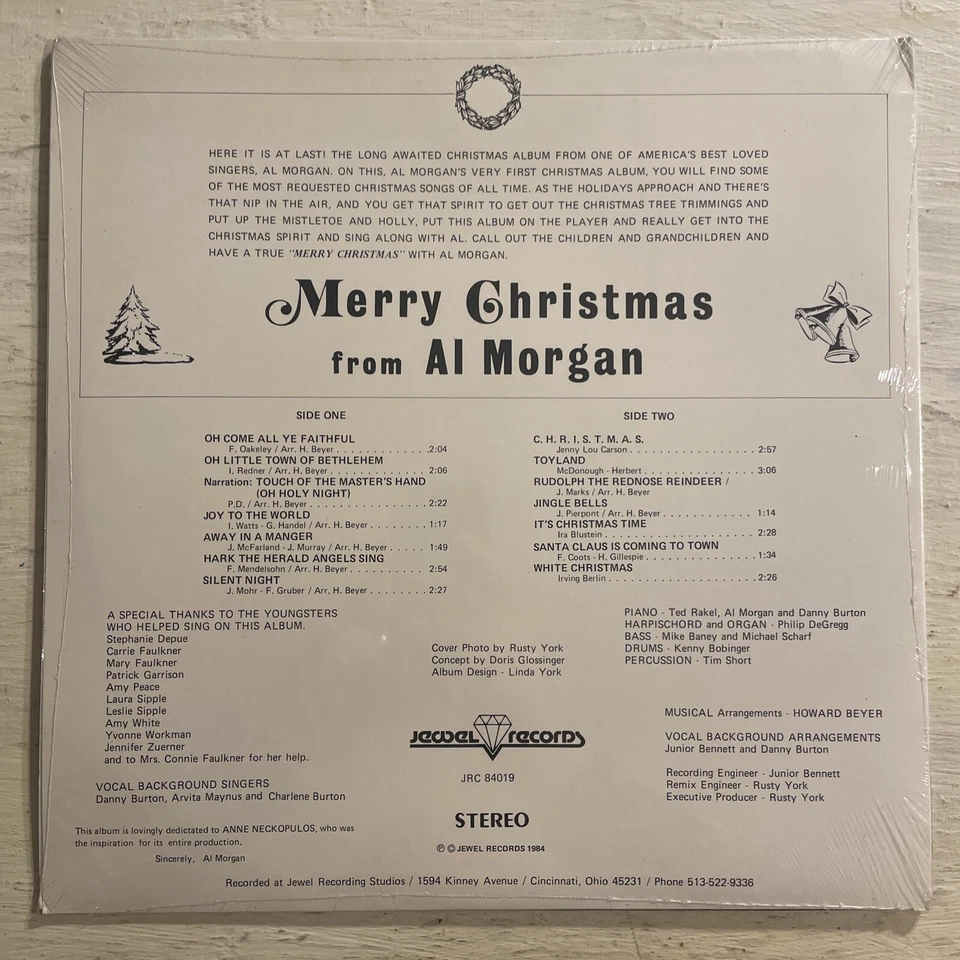 HERE IT IS AT LAST! THE LONG AWAITED CHRISTMAS ALBUM FROM ONE OF AMERICA'S BEST LOVED
SINGERS, AL MORGAN. ON THIS, AL MORGAN'S VERY FIRST CHRISTMAS ALBUM, YOU WILL FIND SOME
OF THE MOST REQUESTED CHRISTMAS SONGS OF ALL TIME. AS THE HOLIDAYS APPROACH AND THERE'S
THAT NIP IN THE AIR, AND YOU GET THAT SPIRIT TO GET OUT THE CHRISTMAS TREE TRIMMINGS AND
PUT UP THE MISTLETOE AND HOLLY, PUT THIS ALBUM ON THE PLAYER AND REALLY GET INTO THE
CHRISTMAS SPIRIT AND SING ALONG WITH AL. CALL OUT THE CHILDREN AND GRANDCHILDREN AND
HAVE A TRUE "MERRY CHRISTMAS" WITH AL MORGAN.
Merry Christmas
from Al Morgan
SIDE ONE
OH COME ALL YE FAITHFUL
F. Oakeley / Arr. H. Beyer . . . . . . . . . . . . .2:04
OH LITTLE TOWN OF BETHLEHEM
I. Redner / Arr. H. Beyer . . . . . . . . . . . . . 2:06
Narration: TOUCH OF THE MASTER'S HAND
(OH HOLY NIGHT)
P.D. / Arr. H. Beyer . . . . . . . . . . . . . . . . 2:22
JOY TO THE WORLD
I. Watts - G. Handel / Arr. H. Beyer . . . . . . . . 1:17
AWAY IN A MANGER
J. McFarland - J. Murray / Arr. H. Beyer . . . . . 1:49
HARK THE HERALD ANGELS SING
F. Mendelsohn / Arr. H. Beyer . . . . . . . . . . 2:54
SILENT NIGHT
J. Mohr - F. Gruber / Arr. H. Beyer . . . . . . . . 2:27
SIDE TWO
C. H. R. I. S. T. M. A. S.
Jenny Lou Carson . . . . . . . . . . . . . . . . . . 2:57
TOYLAND
McDonough - Herbert . . . . . . . . . . . . . . . . 3:06
RUDOLPH THE REDNOSE REINDEER /
J. Marks / Arr. H. Beyer
JINGLE BELLS
J. Pierpont / Arr. H. Beyer . . . . . . . . . . . . 1:14
IT'S CHRISTMAS TIME
Ira Blustein . . . . . . . . . . . . . . . . . . . . . 2:28
SANTA CLAUS IS COMING TO TOWN
F. Coots - H. Gillespie . . . . . . . . . . . . . . . 1:34
WHITE CHRISTMAS
Irving Berlin . . . . . . . . . . . . . . . . . . . . 2:26
A SPECIAL THANKS TO THE YOUNGSTERS
WHO HELPED SING ON THIS ALBUM.
Stephanie Depue
Carrie Faulkner
Mary Faulkner
Patrick Garrison
Amy Peace
Laura Sipple
Leslie Sipple
Amy White
Yvonne Workman
Jennifer Zuerner
and to Mrs. Connie Faulkner for her help.
VOCAL BACKGROUND SINGERS
Danny Burton, Arvita Maynus and Charlene Burton
This album is lovingly dedictated to ANNE NECKOPULOS, who was
the inspiration for its entire production.
Sincerely, Al Morgan
Cover Photo by Rusty York
Concept by Doris Glossinger
Album Design - Linda York
JEWEL records
JRC 84019
STEREO
℗ © JEWEL RECORDS 1984
PIANO - Ted Rakel, Al Morgan and Danny Burton
HARPISCHORD and ORGAN - Philip DeGregg
BASS - Mike Baney and Michael Scharf
DRUMS - Kenny Bobinger
PERCUSSION - Tim Short
MUSICAL Arrangements - HOWARD BEYER
VOCAL BACKGROUND ARRANGEMENTS
Junior Bennett and Danny Burton
Recording Engineer - Junior Bennett
Remix Engineer - Rusty York
Executive Producer - Rusty York
Recorded at Jewel Recording Studios / 1594 Kinney Avenue / Cincinnati, Ohio 45231 / Phone 513-522-9336